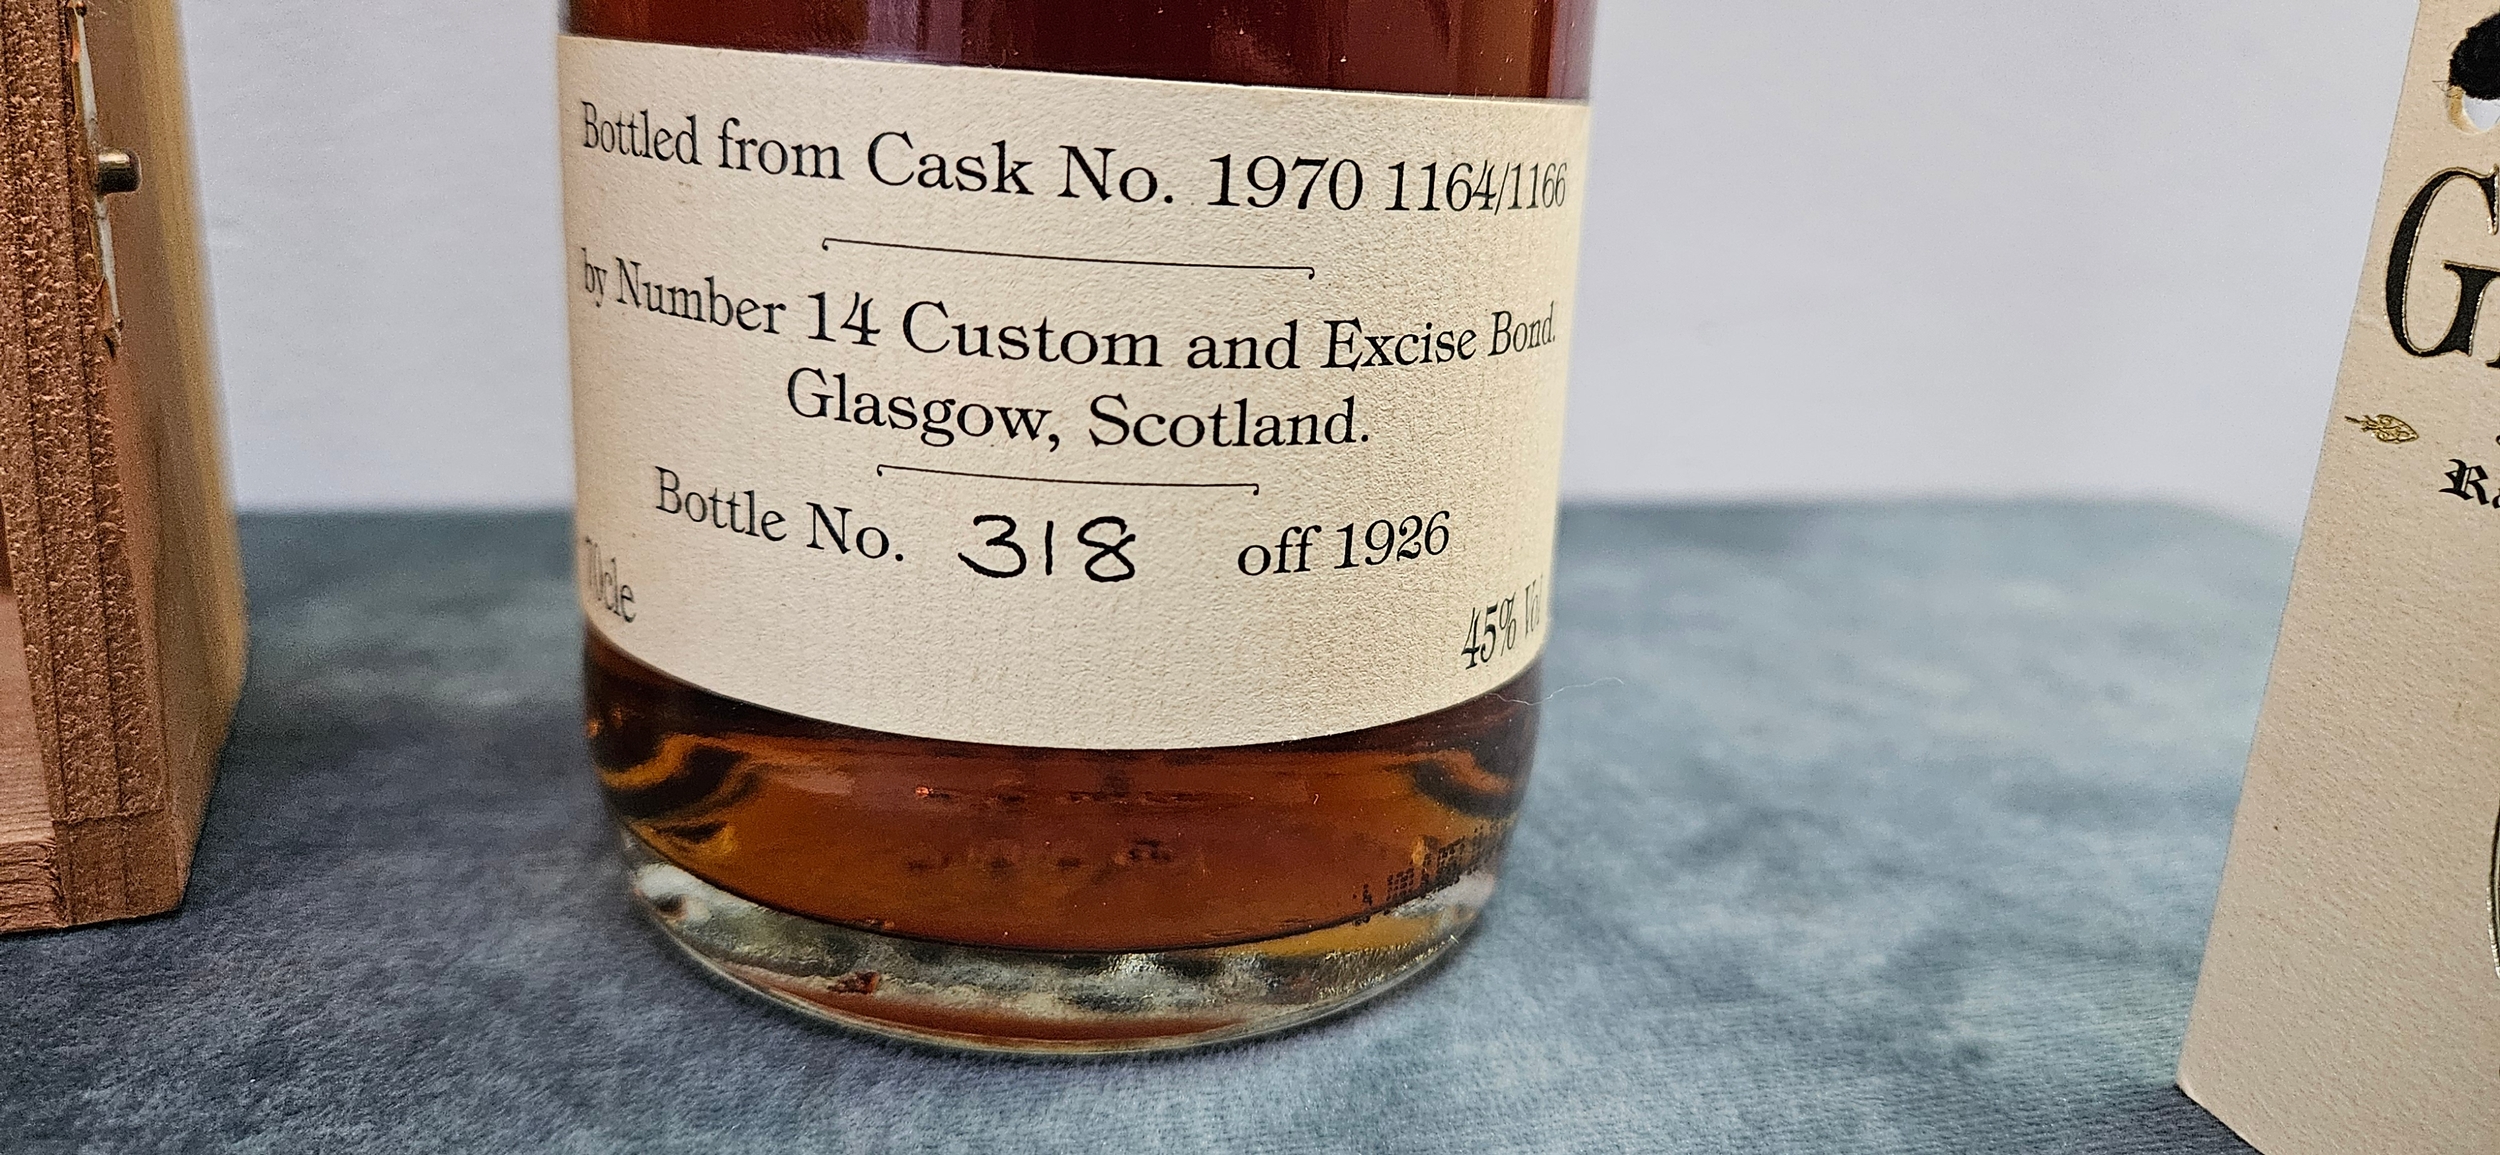 Bottled from Cask No. 1970 1164/1166
by Number 14 Custom and Excise Bond.
Glasgow, Scotland.
Bottle No. 318 off 1926
70cle
45% Vol